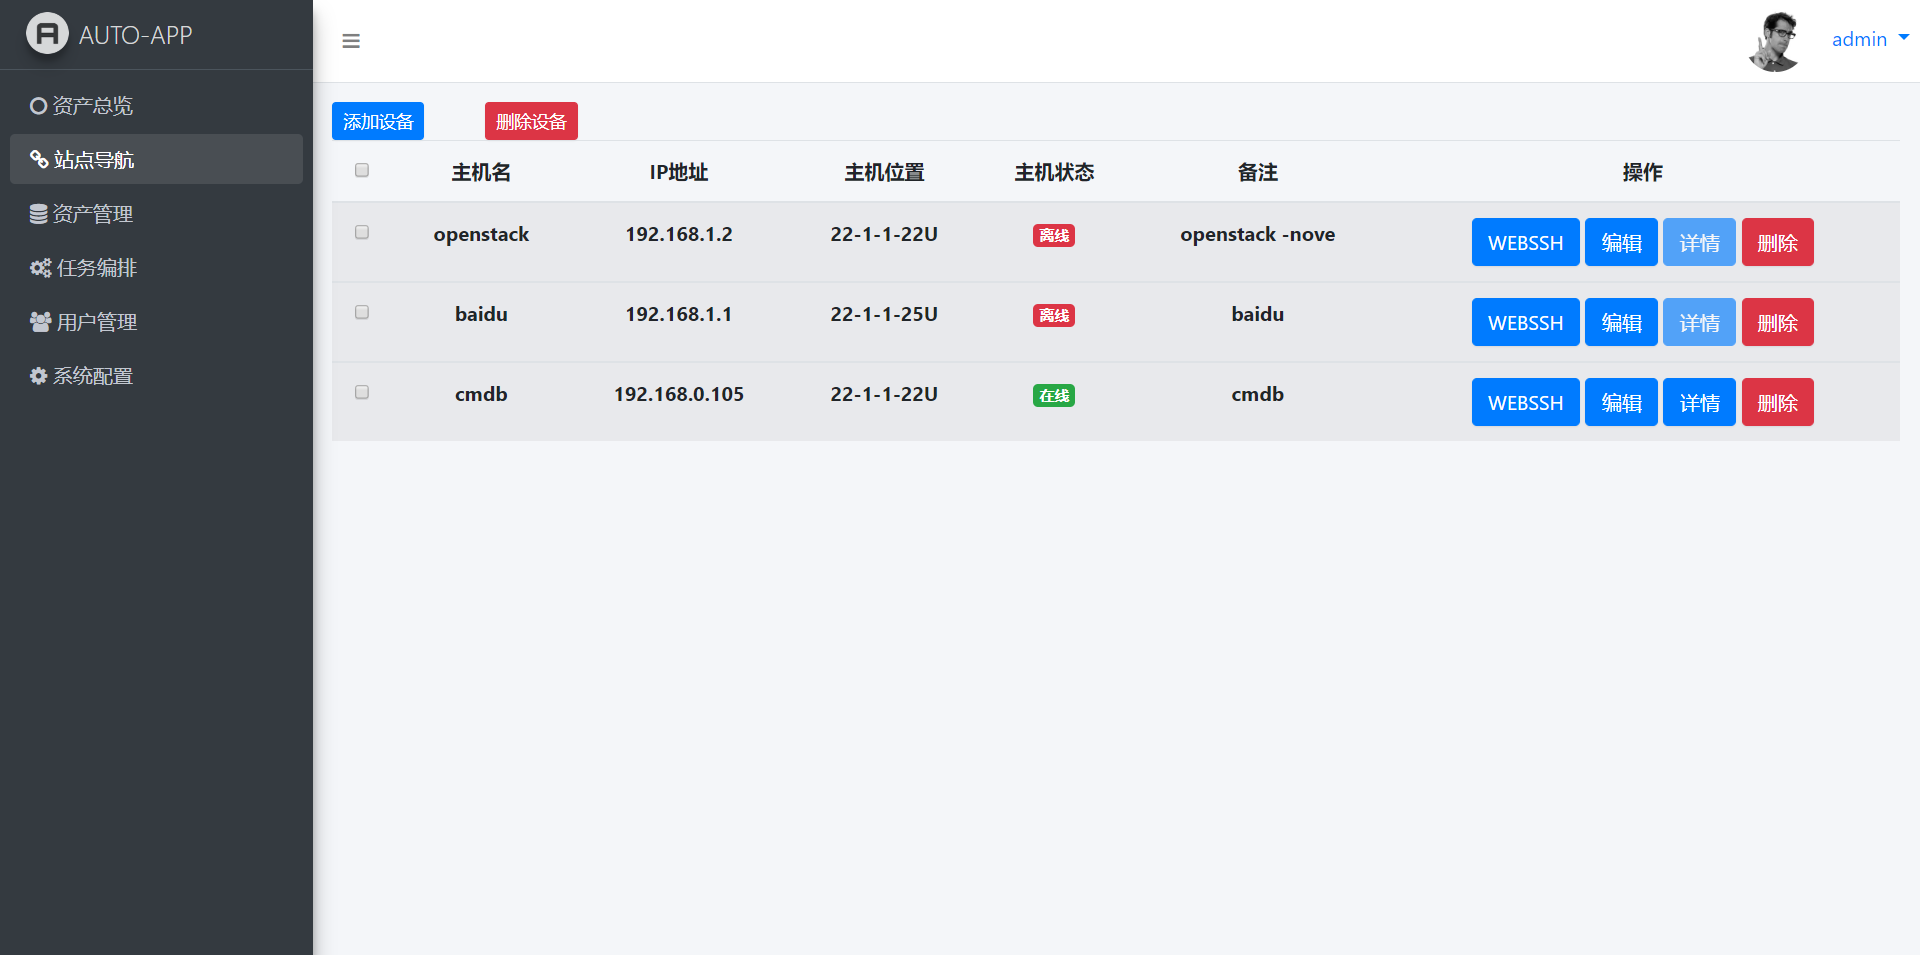 AUTO-APP
admin
资产总览
站点导航
资产管理
任务编排
用户管理
系统配置
添加设备 删除设备
主机名 IP地址 主机位置 主机状态 备注 操作
openstack 192.168.1.2 22-1-1-22U 离线 openstack -nove WEBSSH 编辑 详情 删除
baidu 192.168.1.1 22-1-1-25U 离线 baidu WEBSSH 编辑 详情 删除
cmdb 192.168.0.105 22-1-1-22U 在线 cmdb WEBSSH 编辑 详情 删除